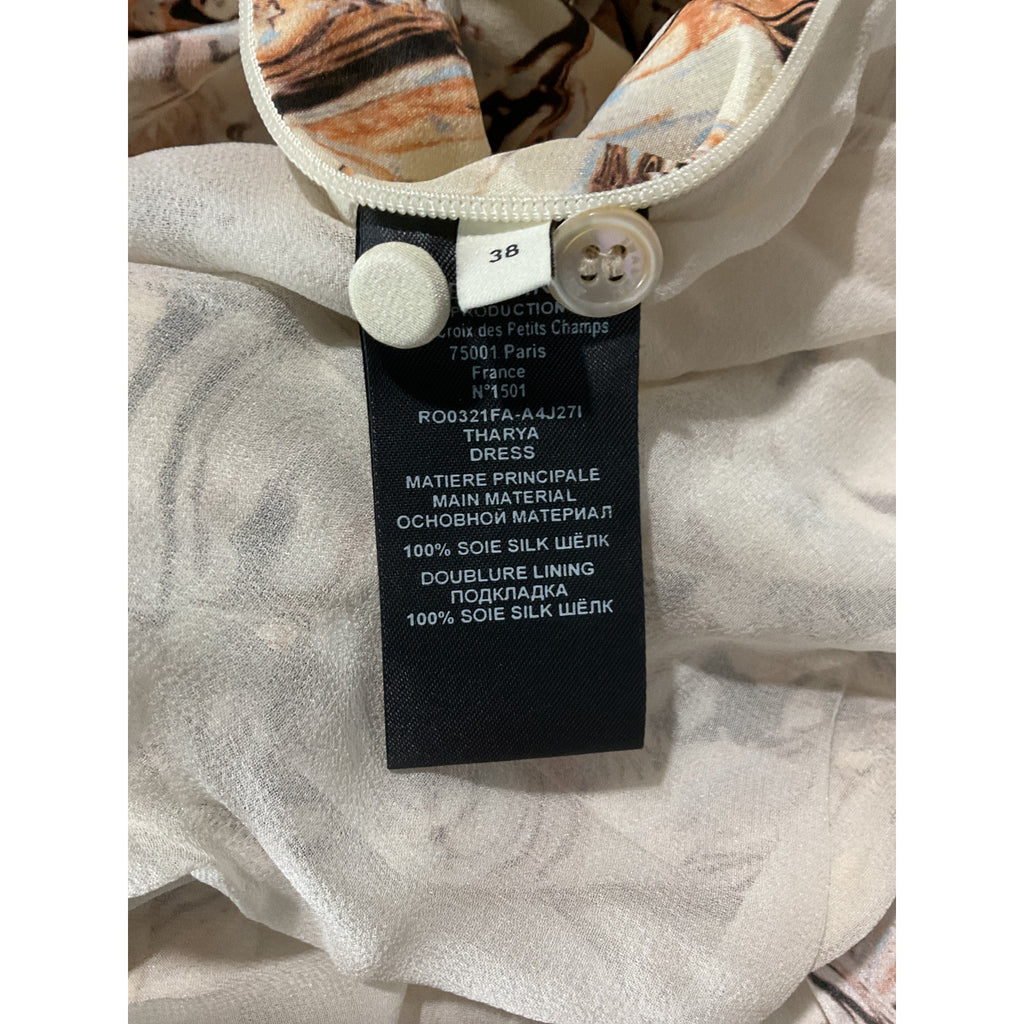 38
PRODUCTION
Croix des Petits Champs
75001 Paris
France
N°1501
RO0321FA-A4J27I
THARYA
DRESS
MATIERE PRINCIPALE
MAIN MATERIAL
ОСНОВНОЙ МАТЕРИАЛ
100% SOIE SILK ШЁЛК
DOUBLURE LINING
ПОДКЛАДКА
100% SOIE SILK ШЁЛК